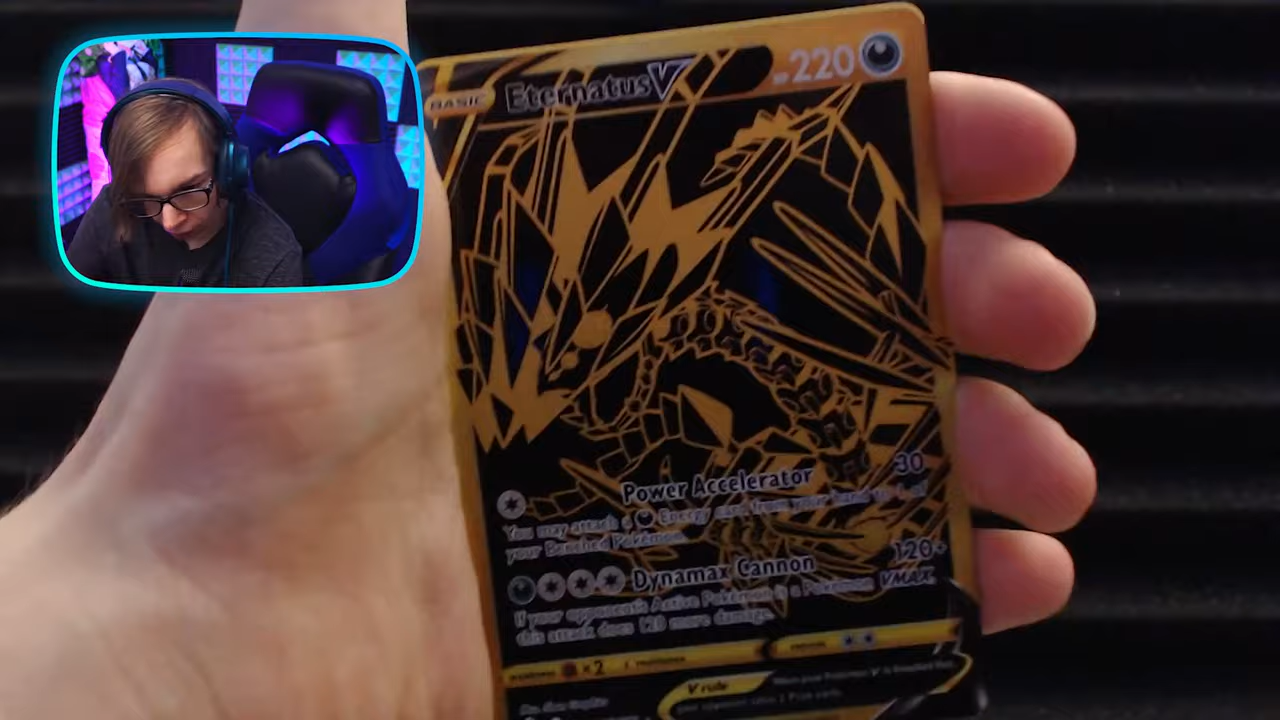 BASIC Eternatus V 220
Power Accelerator 30
You may attach a Energy card from your hand to 1 of
your Benched Pokémon.
Dynamax Cannon 120+
If your opponent's Active Pokémon is a Pokémon VMAX,
this attack does 120 more damage.
weakness ×2
V rule